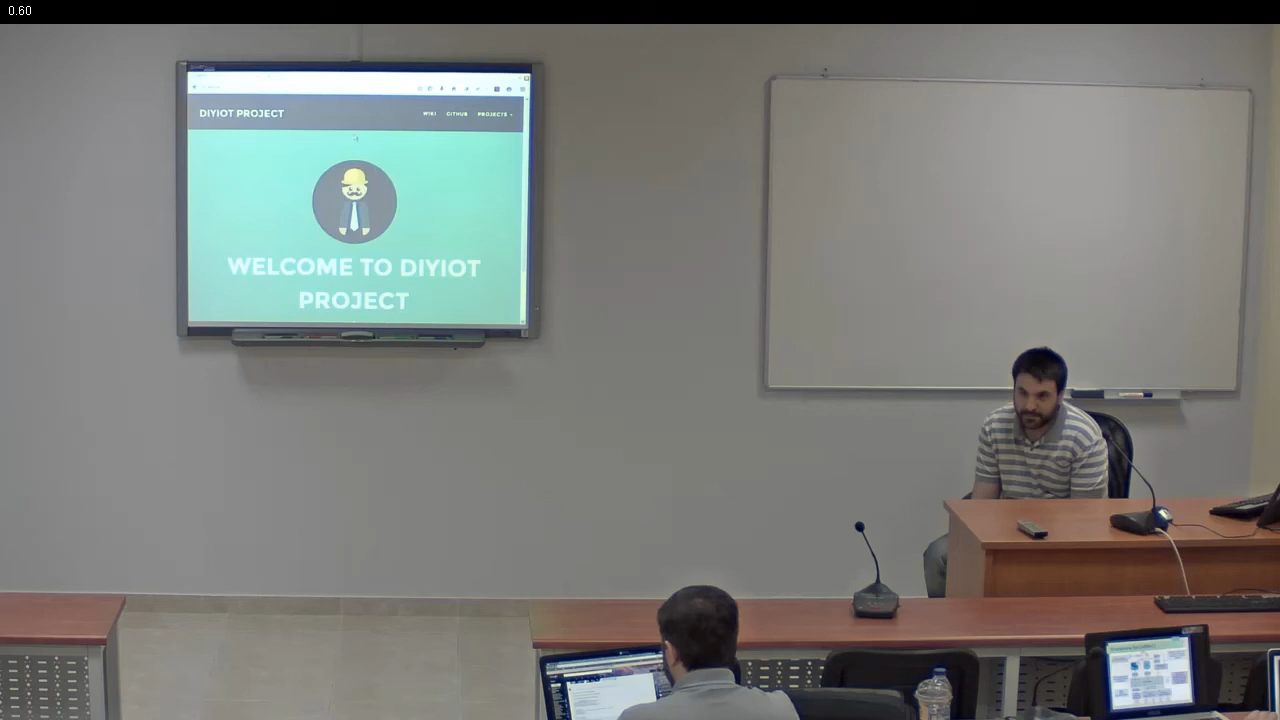 0.60
DIYIOT PROJECT
WIKI GITHUB PROJECTS
WELCOME TO DIYIOT
PROJECT